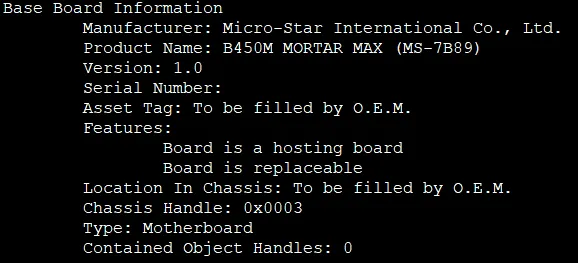 Base Board Information
Manufacturer: Micro-Star International Co., Ltd.
Product Name: B450M MORTAR MAX (MS-7B89)
Version: 1.0
Serial Number:
Asset Tag: To be filled by O.E.M.
Features:
Board is a hosting board
Board is replaceable
Location In Chassis: To be filled by O.E.M.
Chassis Handle: 0x0003
Type: Motherboard
Contained Object Handles: 0